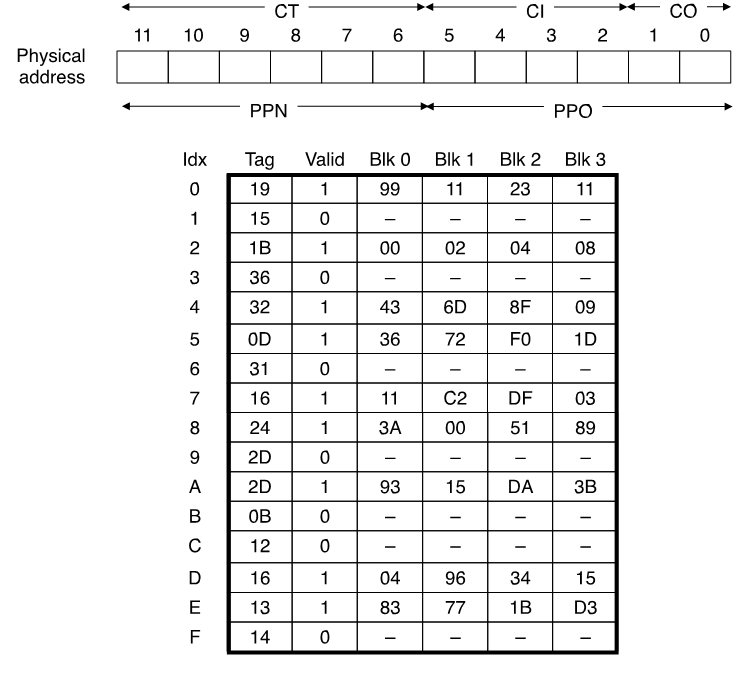 CT CI CO
11 10 9 8 7 6 5 4 3 2 1 0
Physical
address
PPN PPO
Idx Tag Valid Blk 0 Blk 1 Blk 2 Blk 3
0 19 1 99 11 23 11
1 15 0 – – – –
2 1B 1 00 02 04 08
3 36 0 – – – –
4 32 1 43 6D 8F 09
5 0D 1 36 72 F0 1D
6 31 0 – – – –
7 16 1 11 C2 DF 03
8 24 1 3A 00 51 89
9 2D 0 – – – –
A 2D 1 93 15 DA 3B
B 0B 0 – – – –
C 12 0 – – – –
D 16 1 04 96 34 15
E 13 1 83 77 1B D3
F 14 0 – – – –